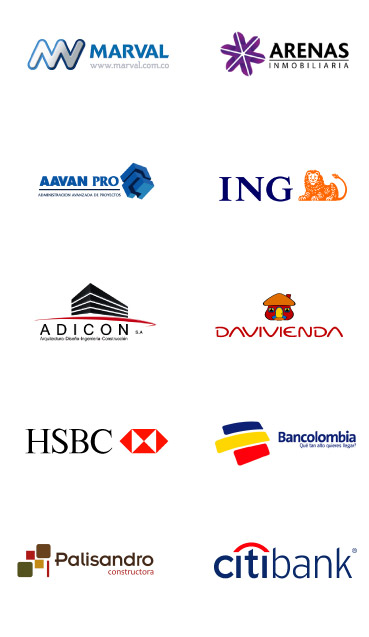 MARVAL
www.marval.com.co
ARENAS
INMOBILIARIA
AAVAN PRO
ADMINISTRACIÓN AVANZADA DE PROYECTOS
ING
ADICON S.A
Arquitectura-Diseño-Ingeniería-Construcción
DAVIVIENDA
HSBC
Bancolombia
Qué tan alto quieres llegar?
Palisandro
constructora
citibank®